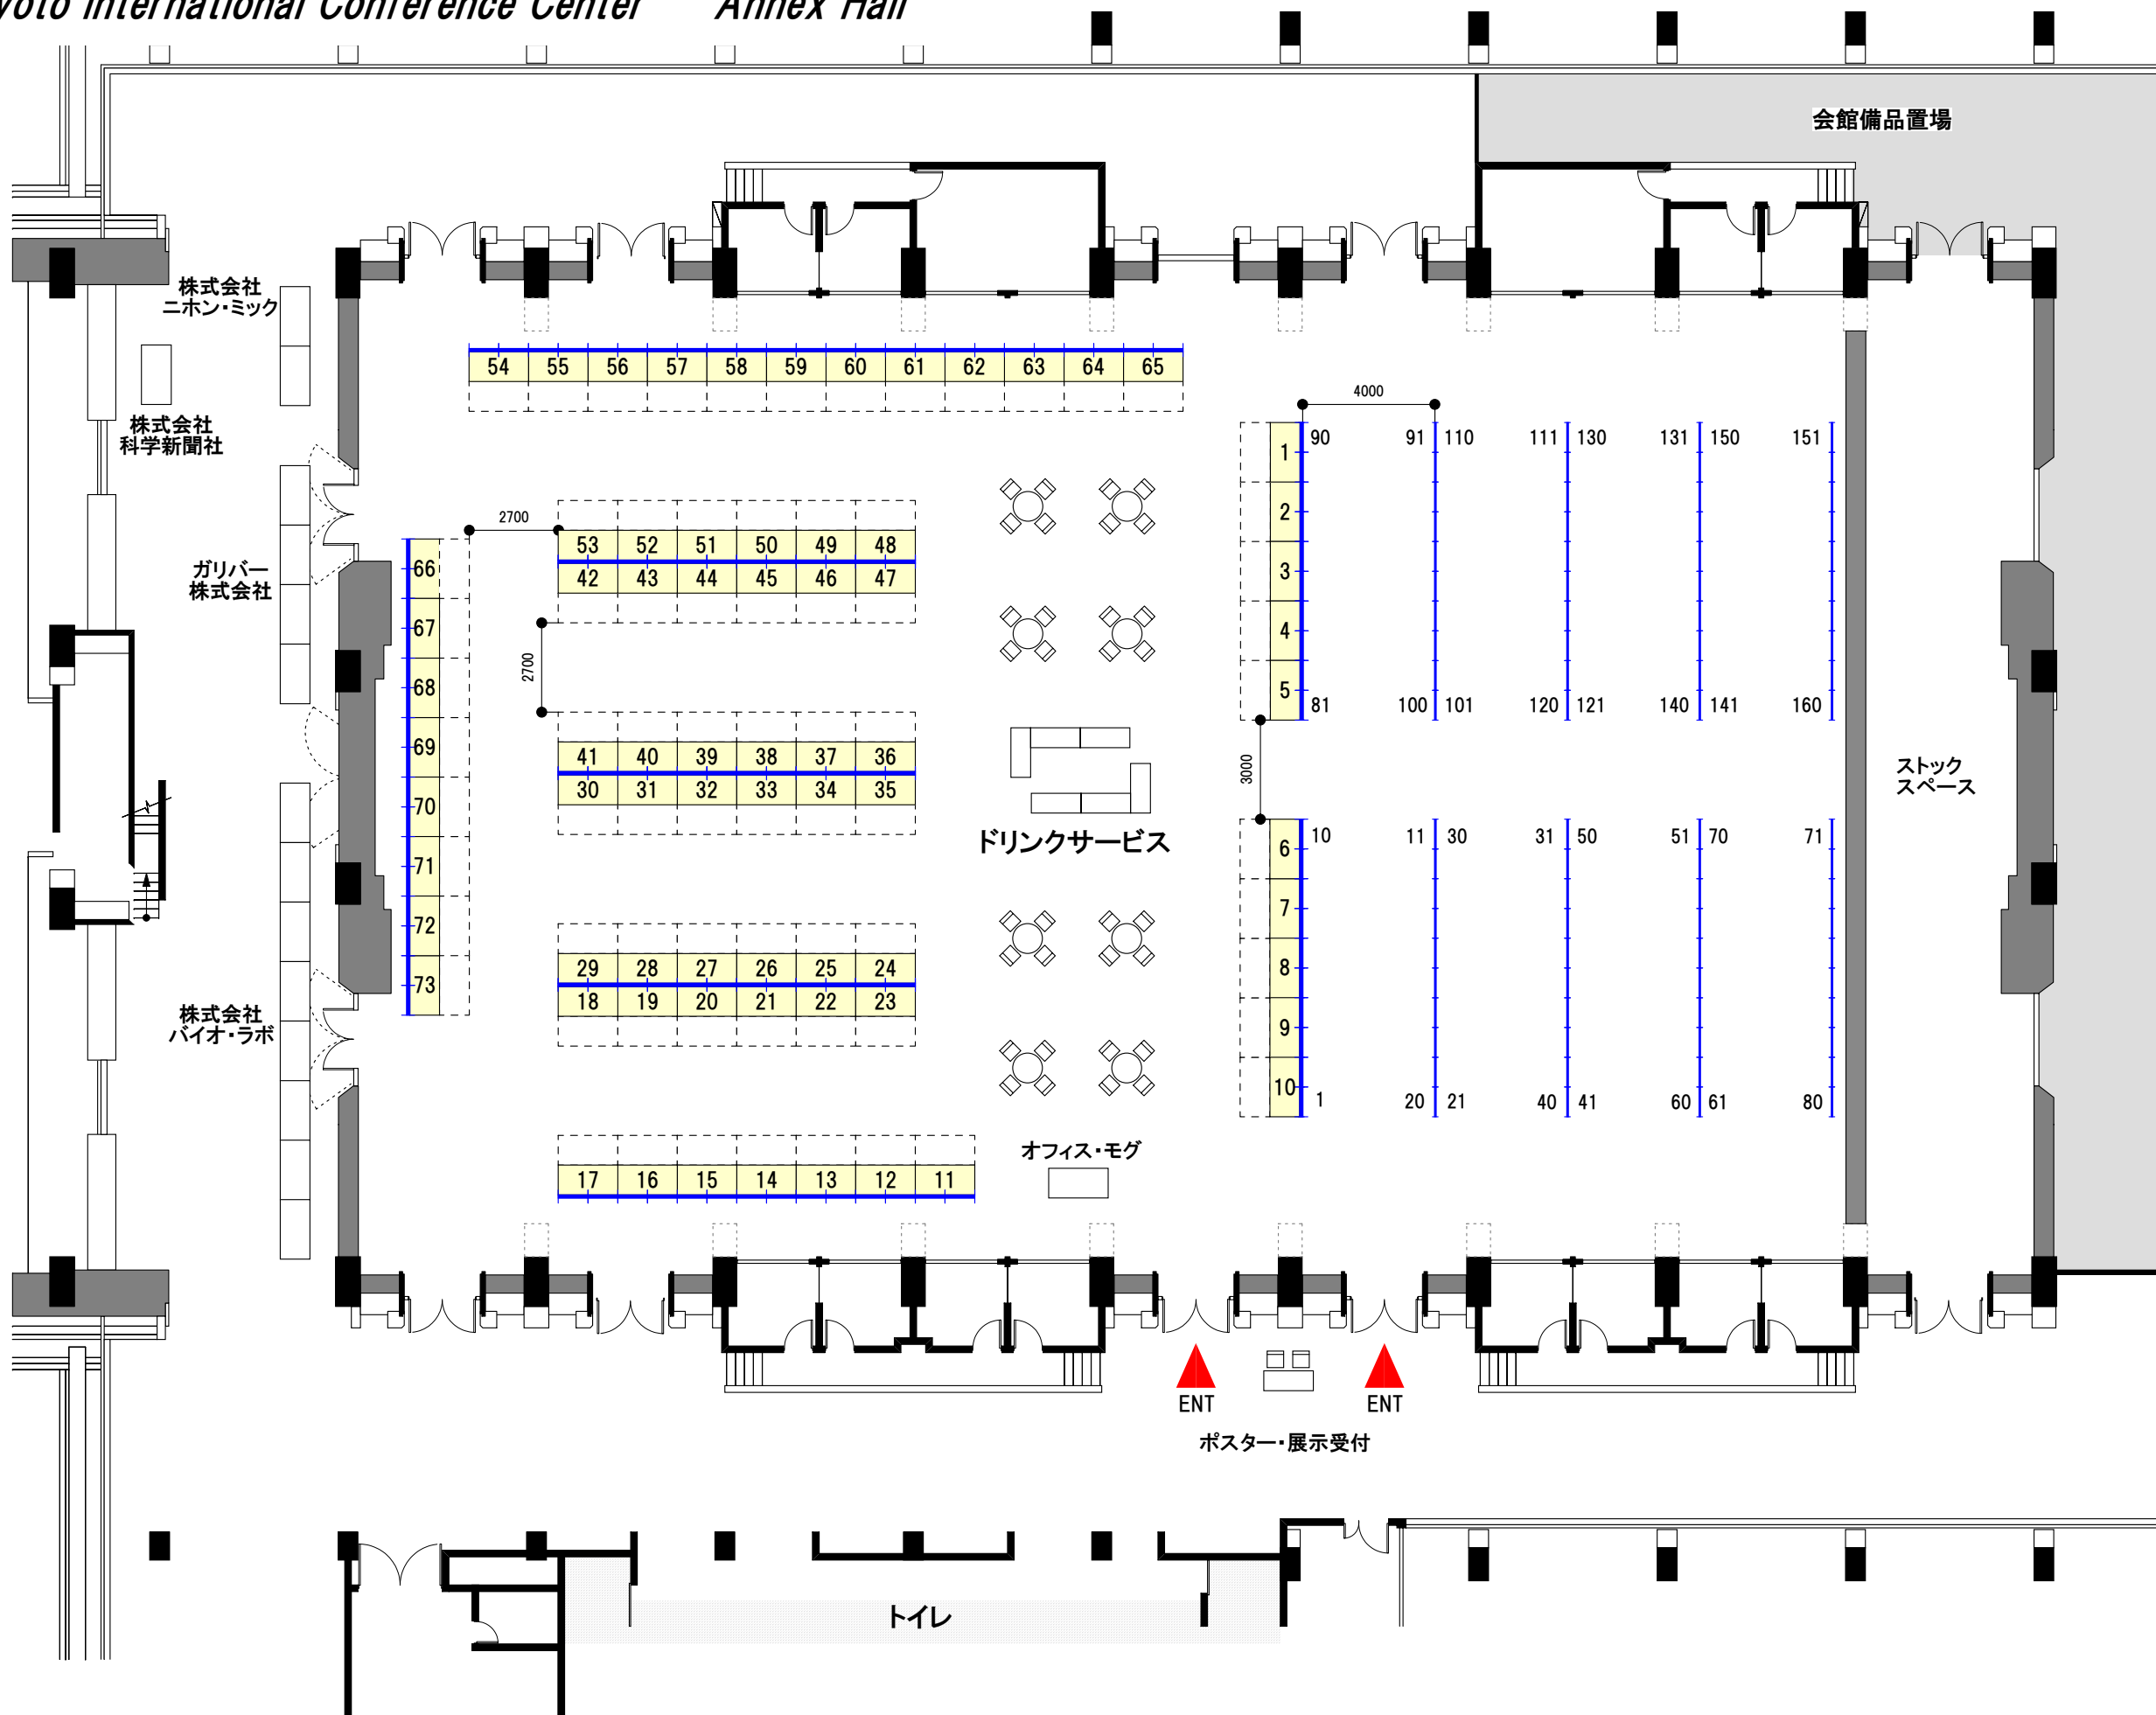 yoto International Conference Center Annex Hall
会館備品置場
株式会社
ニホン・ミック
株式会社
科学新聞社
54 55 56 57 58 59 60 61 62 63 64 65
4000
1 90 91 110 111 130 131 150 151
2
3
4
5 81 100 101 120 121 140 141 160
2700
53 52 51 50 49 48
42 43 44 45 46 47
ガリバー
株式会社
66
67
68
69
70
71
72
73
2700
41 40 39 38 37 36
30 31 32 33 34 35
3000
ドリンクサービス
ストック
スペース
6 10 11 30 31 50 51 70 71
7
8
9
10 1 20 21 40 41 60 61 80
29 28 27 26 25 24
18 19 20 21 22 23
株式会社
バイオ・ラボ
オフィス・モグ
17 16 15 14 13 12 11
ENT ENT
ポスター・展示受付
トイレ